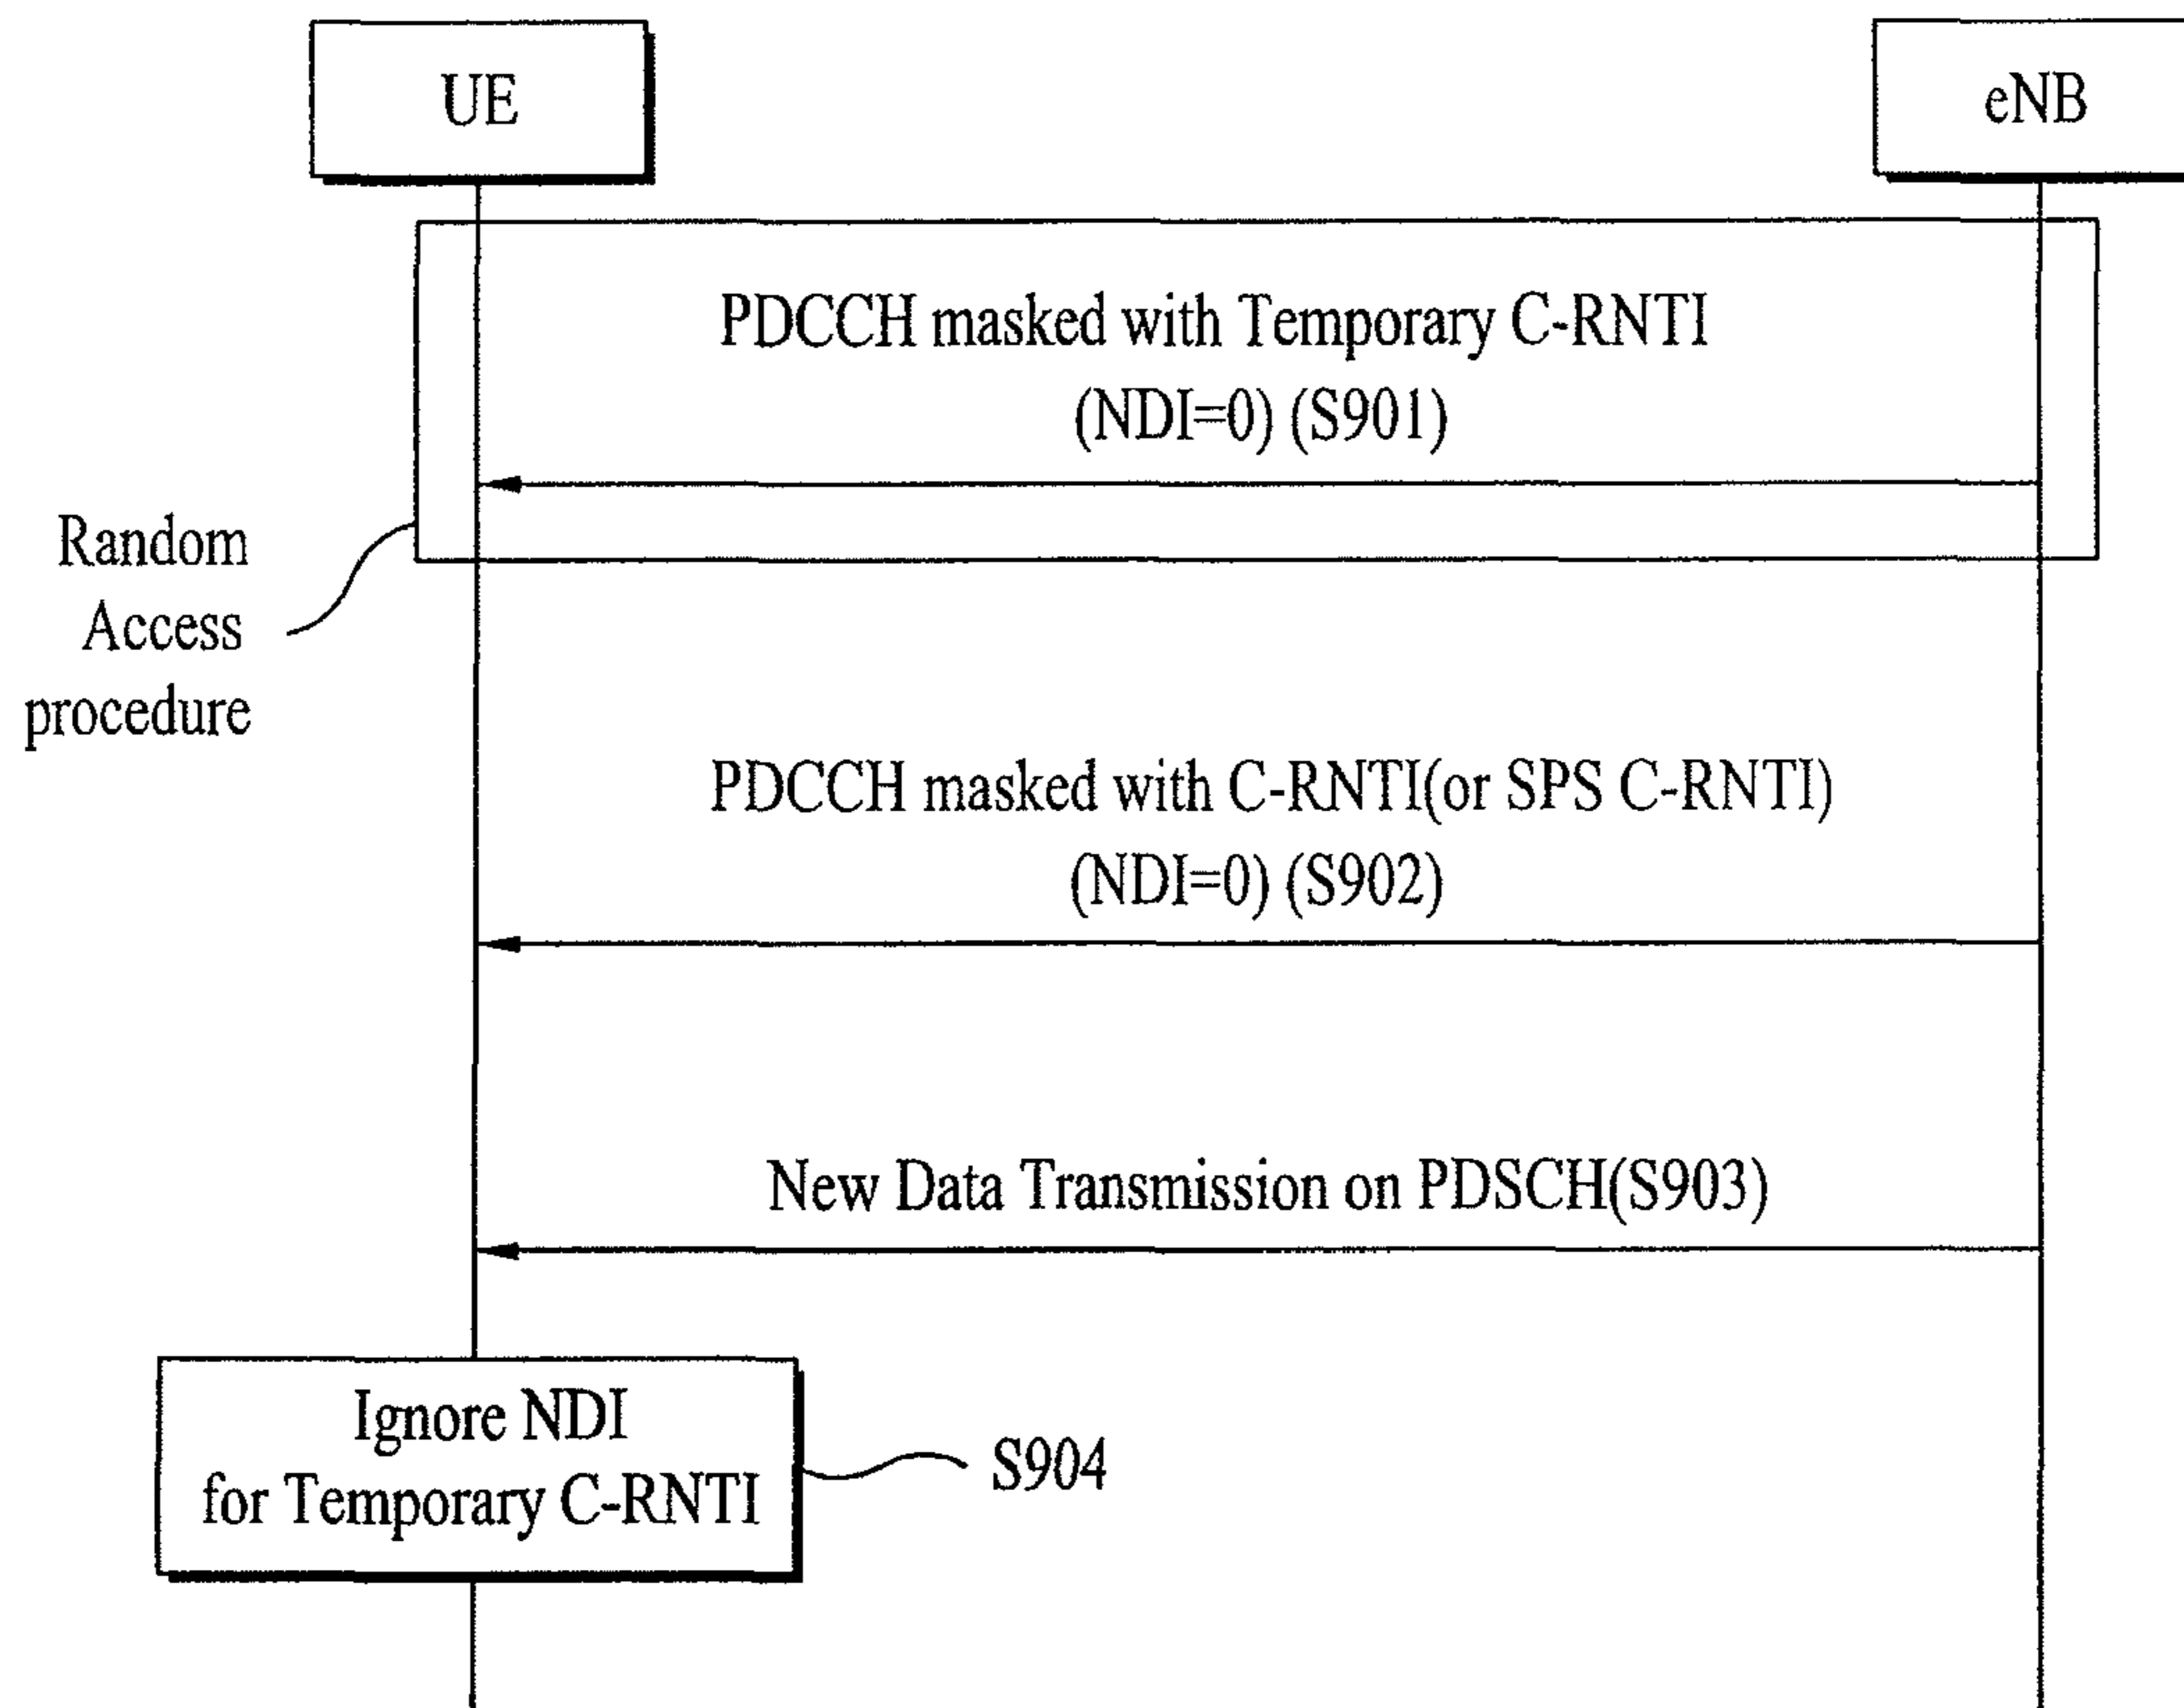 UE
eNB
PDCCH masked with Temporary C-RNTI
(NDI=0) (S901)
Random
Access
procedure
PDCCH masked with C-RNTI(or SPS C-RNTI)
(NDI=0) (S902)
New Data Transmission on PDSCH(S903)
Ignore NDI
for Temporary C-RNTI
S904